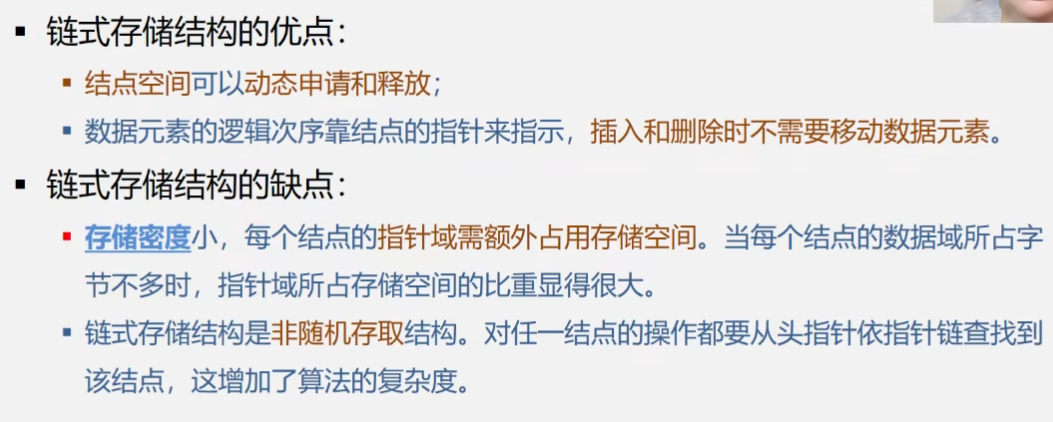 ▪ 链式存储结构的优点：
▪ 结点空间可以动态申请和释放；
▪ 数据元素的逻辑次序靠结点的指针来指示，插入和删除时不需要移动数据元素。
▪ 链式存储结构的缺点：
▪ 存储密度小，每个结点的指针域需额外占用存储空间。当每个结点的数据域所占字
节不多时，指针域所占存储空间的比重显得很大。
▪ 链式存储结构是非随机存取结构。对任一结点的操作都要从头指针依指针链查找到
该结点，这增加了算法的复杂度。